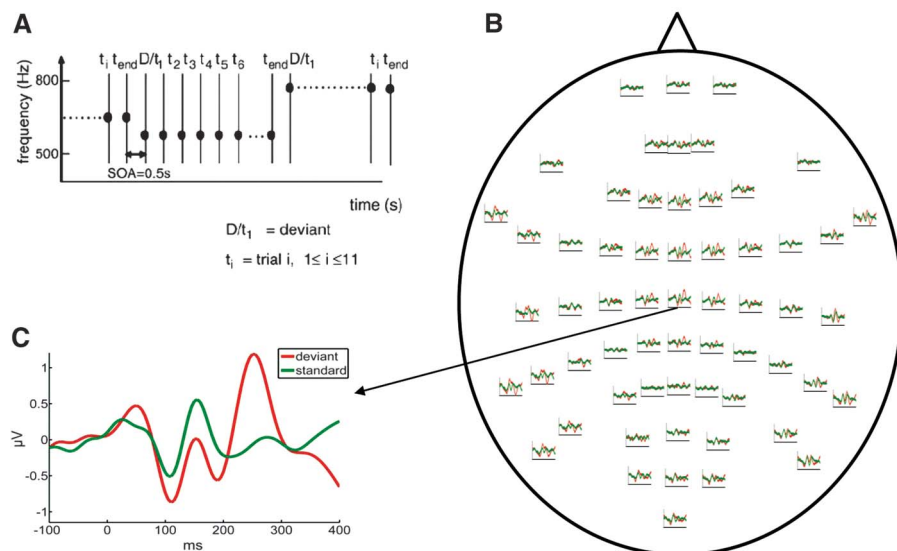 A
t_i t_end D/t_1 t_2 t_3 t_4 t_5 t_6 t_end D/t_1 t_i t_end
800
frequency (Hz)
500
SOA=0.5s
time (s)
D/t_1 = deviant
t_i = trial i, 1≤ i ≤11
B
C
deviant
standard
1
0.5
0
-0.5
-1
µV
-100 0 100 200 300 400
ms